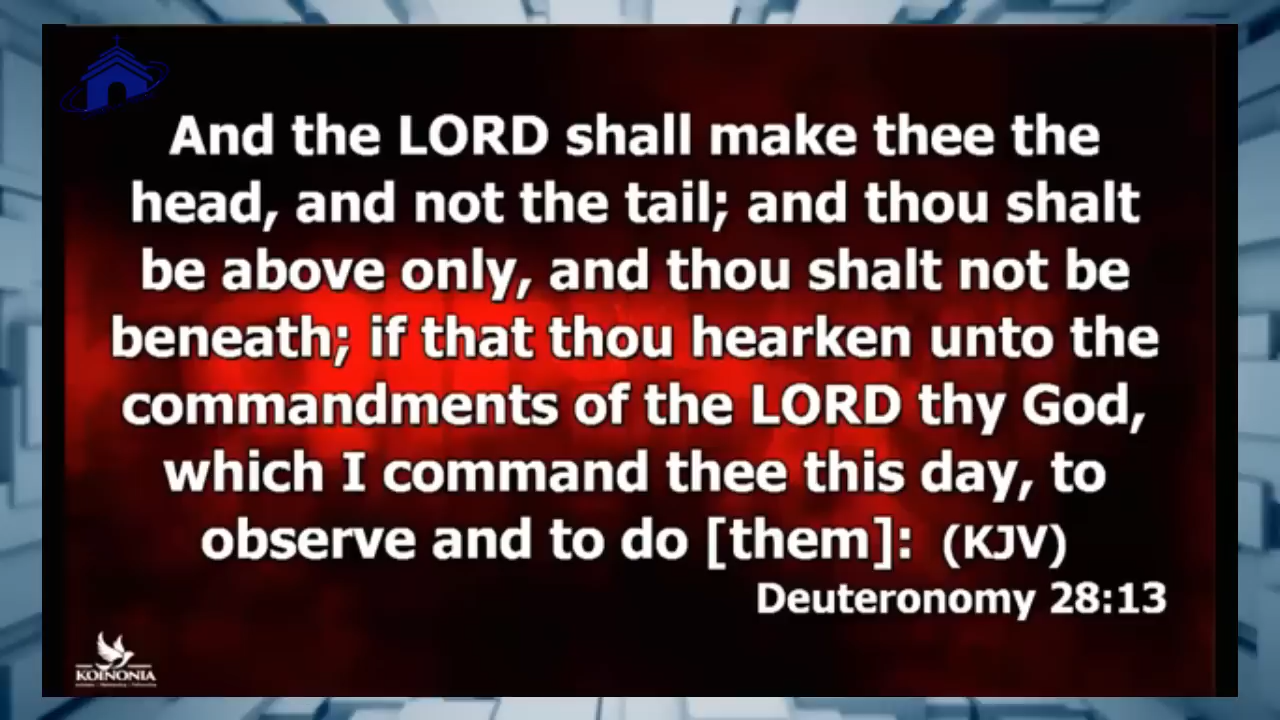 And the LORD shall make thee the
head, and not the tail; and thou shalt
be above only, and thou shalt not be
beneath; if that thou hearken unto the
commandments of the LORD thy God,
which I command thee this day, to
observe and to do [them]: (KJV)
Deuteronomy 28:13
KOINONIA